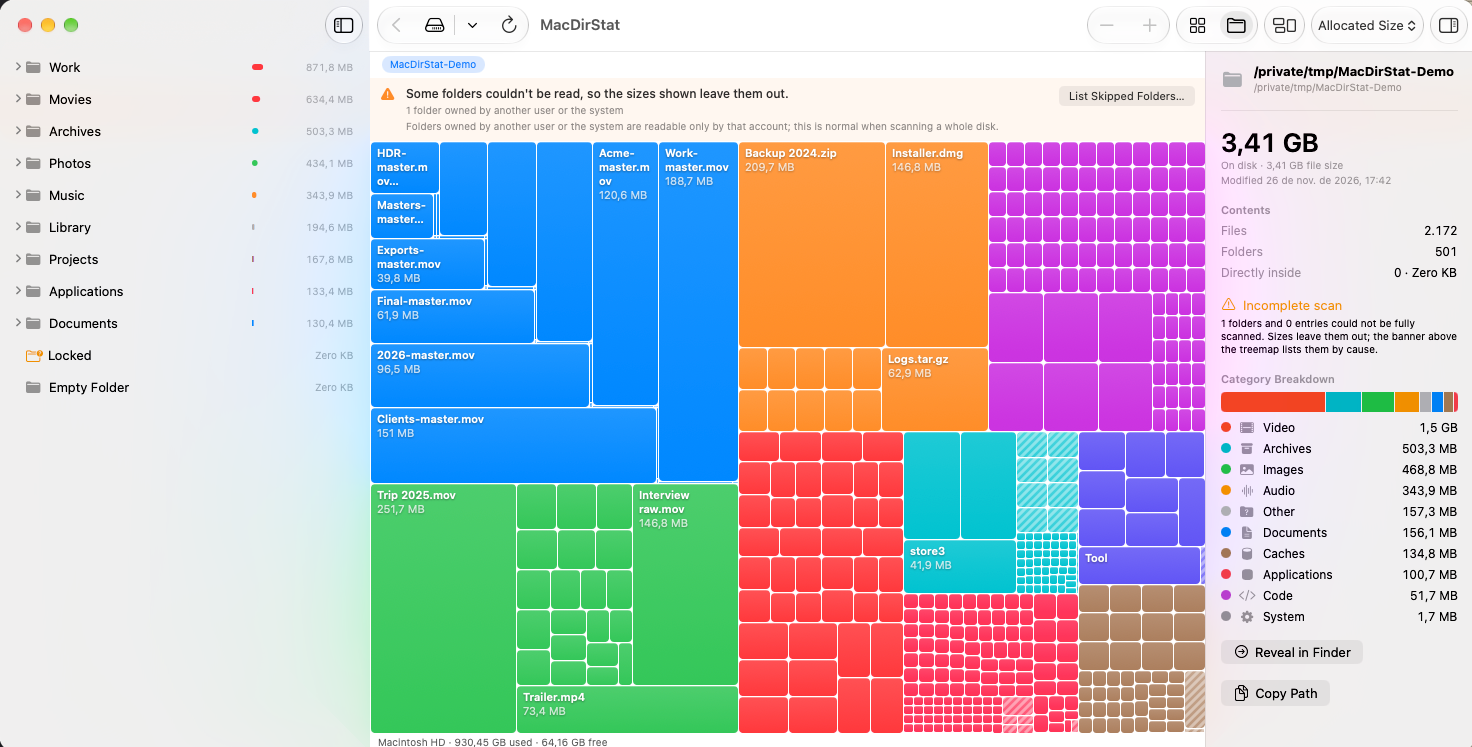 MacDirStat
Allocated Size
Work 871,8 MB
Movies 634,4 MB
Archives 503,3 MB
Photos 434,1 MB
Music 343,9 MB
Library 194,6 MB
Projects 167,8 MB
Applications 133,4 MB
Documents 130,4 MB
Locked Zero KB
Empty Folder Zero KB
MacDirStat-Demo
Some folders couldn't be read, so the sizes shown leave them out.
1 folder owned by another user or the system
Folders owned by another user or the system are readable only by that account; this is normal when scanning a whole disk.
List Skipped Folders...
HDR-
master.m
ov...
Masters-
master...
Exports-
master.mov
39,8 MB
Final-master.mov
61,9 MB
2026-master.mov
96,5 MB
Clients-master.mov
151 MB
Acme-
master.m
ov
120,6 MB
Work-
master.mov
188,7 MB
Backup 2024.zip
209,7 MB
Installer.dmg
146,8 MB
Logs.tar.gz
62,9 MB
Trip 2025.mov
251,7 MB
Interview
raw.mov
146,8 MB
Trailer.mp4
73,4 MB
store3
41,9 MB
Tool
Macintosh HD · 930,45 GB used · 64,16 GB free
/private/tmp/MacDirStat-Demo
/private/tmp/MacDirStat-Demo
3,41 GB
On disk · 3,41 GB file size
Modified 26 de nov. de 2026, 17:42
Contents
Files 2.172
Folders 501
Directly inside 0 · Zero KB
Incomplete scan
1 folders and 0 entries could not be fully
scanned. Sizes leave them out; the banner above
the treemap lists them by cause.
Category Breakdown
Video 1,5 GB
Archives 503,3 MB
Images 468,8 MB
Audio 343,9 MB
Other 157,3 MB
Documents 156,1 MB
Caches 134,8 MB
Applications 100,7 MB
Code 51,7 MB
System 1,7 MB
Reveal in Finder
Copy Path